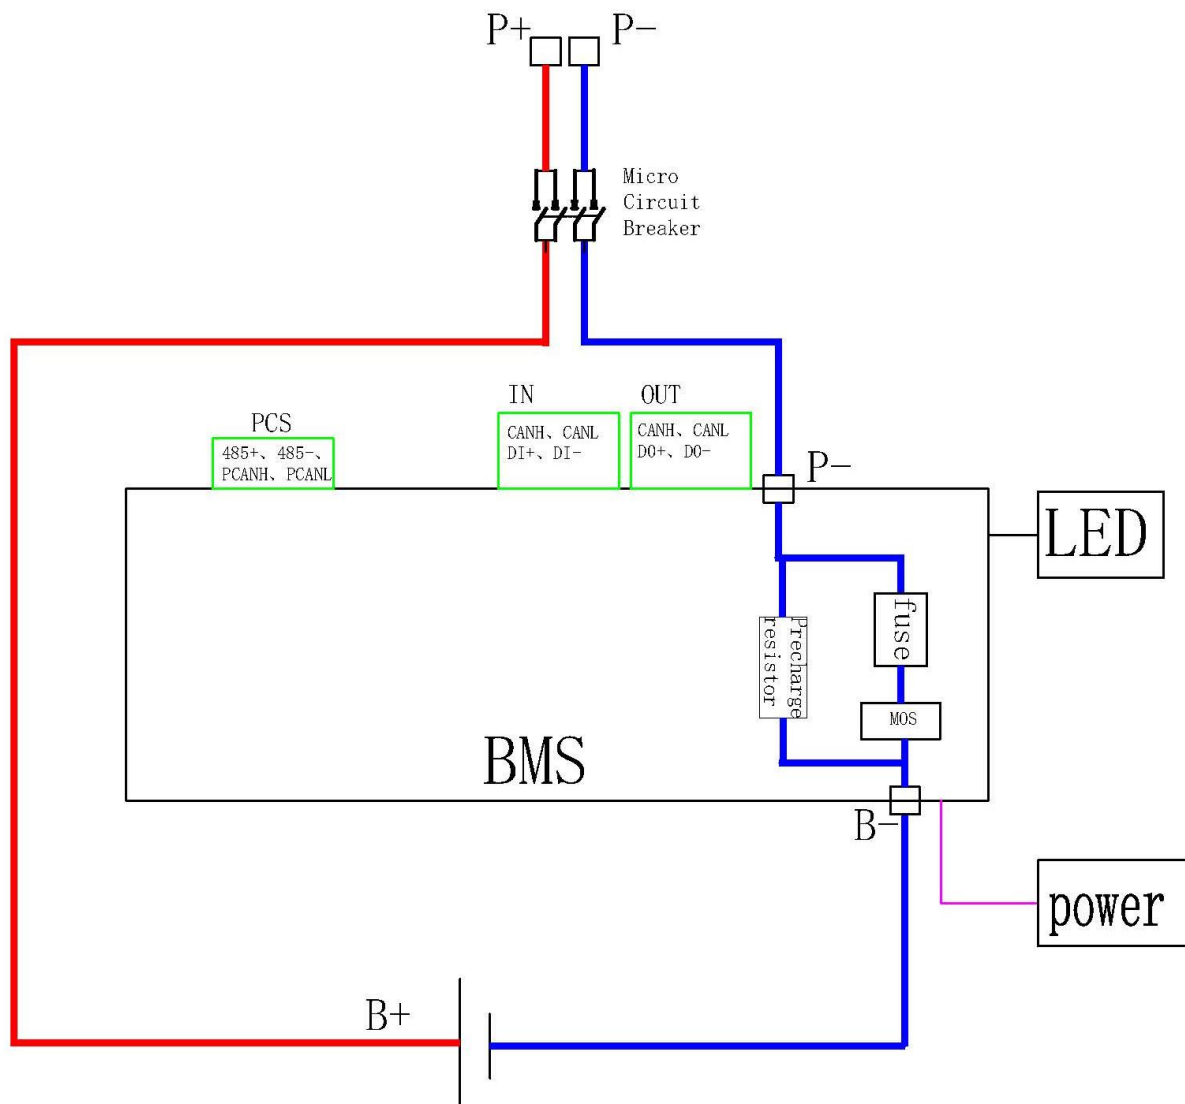 P+
P-
Micro
Circuit
Breaker
PCS
485+、485-、
PCANH、PCANL
IN
CANH、CANL
DI+、DI-
OUT
CANH、CANL
DO+、DO-
P-
LED
fuse
Precharge
resistor
MOS
BMS
B-
power
B+